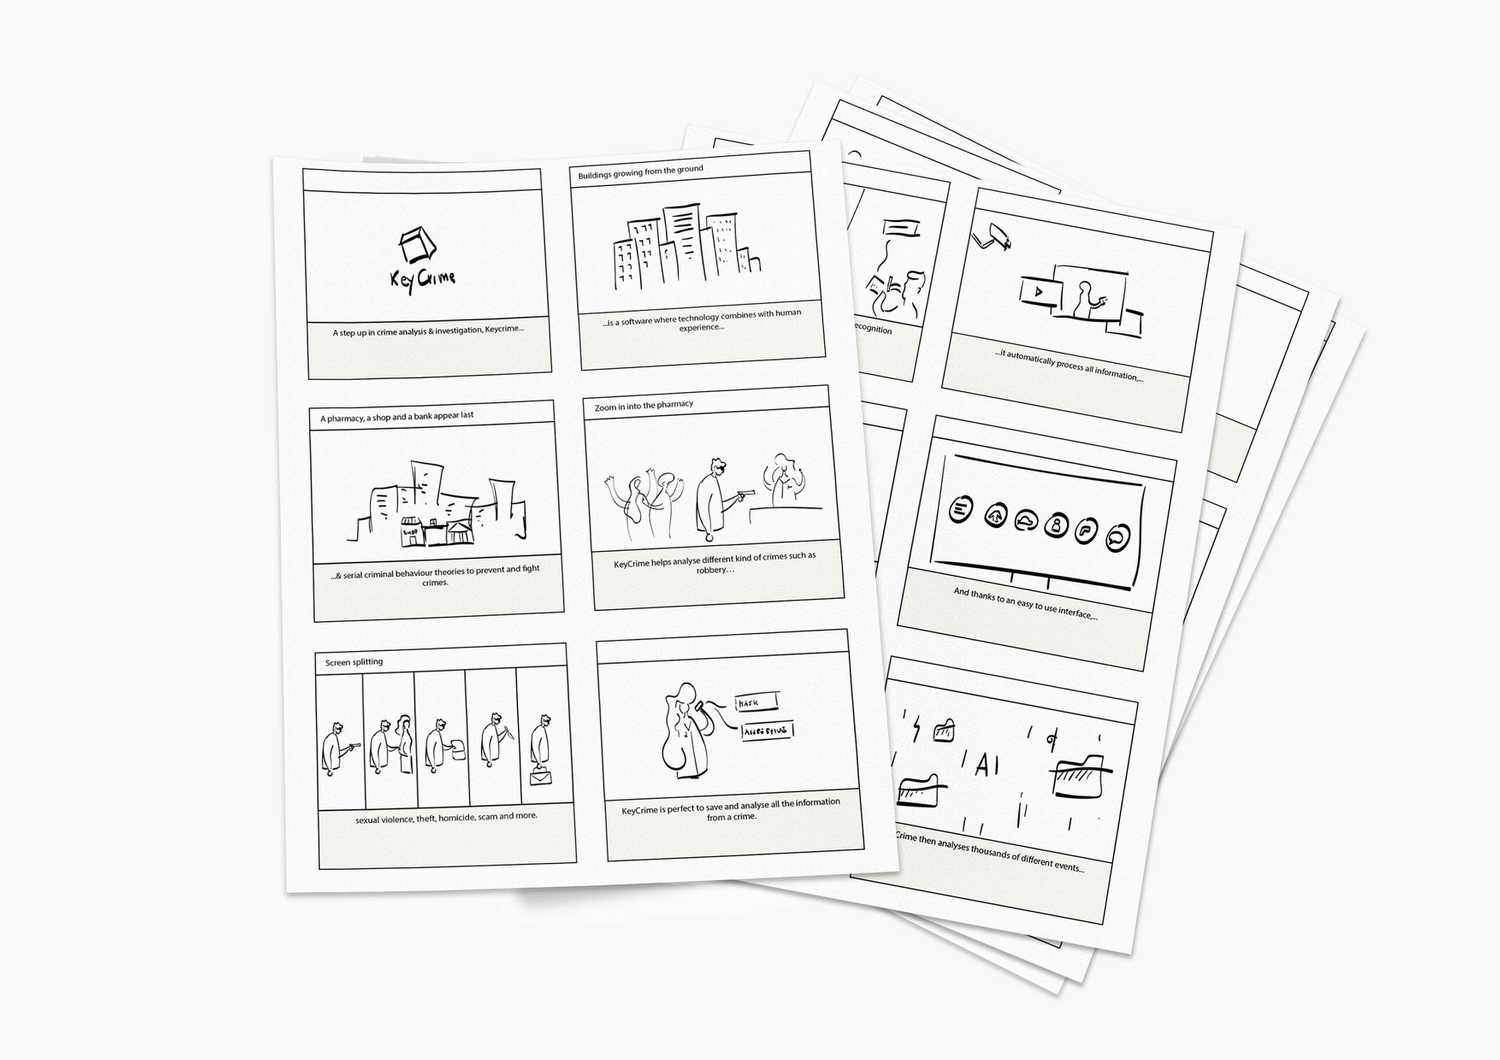 Key Crime
A step up in crime analysis & investigation, Keycrime...
Buildings growing from the ground
...is a software where technology combines with human
experience...
A pharmacy, a shop and a bank appear last
SHOP
...& serial criminal behaviour theories to prevent and fight
crimes.
Zoom in into the pharmacy
KeyCrime helps analyse different kind of crimes such as
robbery...
Screen splitting
sexual violence, theft, homicide, scam and more.
MASK
KeyCrime is perfect to save and analyse all the information
from a crime.
ecognition
...it automatically process all information,...
And thanks to an easy to use interface,...
AI
Crime then analyses thousands of different events...